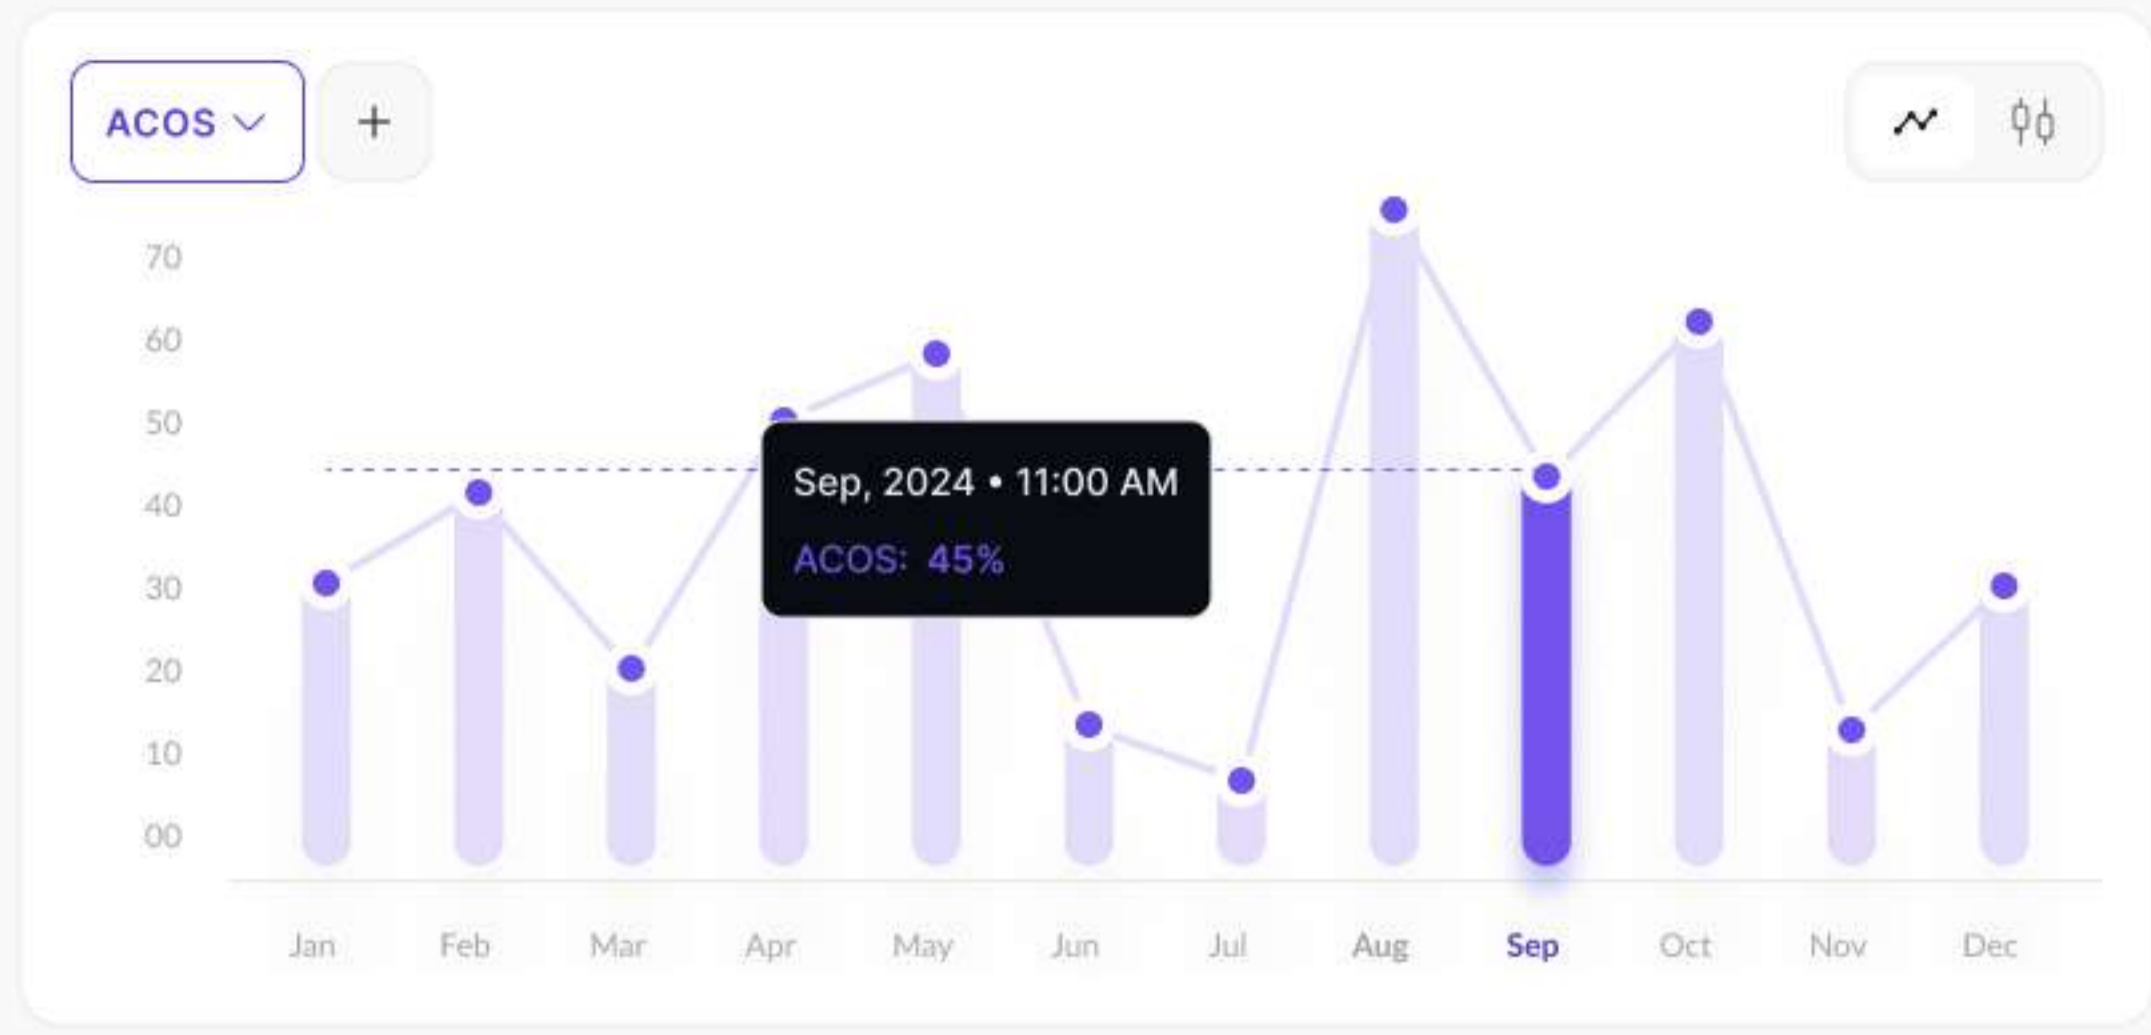 ACOS
+
70
60
50
40
30
20
10
00
Sep, 2024 • 11:00 AM
ACOS: 45%
Jan Feb Mar Apr May Jun Jul Aug Sep Oct Nov Dec